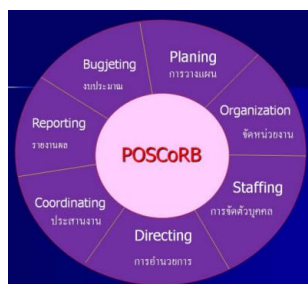 Planing
การวางแผน
Organization
จัดหน่วยงาน
Staffing
การจัดตัวบุคคล
Directing
การอำนวยการ
Coordinating
ประสานงาน
Reporting
รายงานผล
Bugjeting
งบประมาณ
POSCoRB